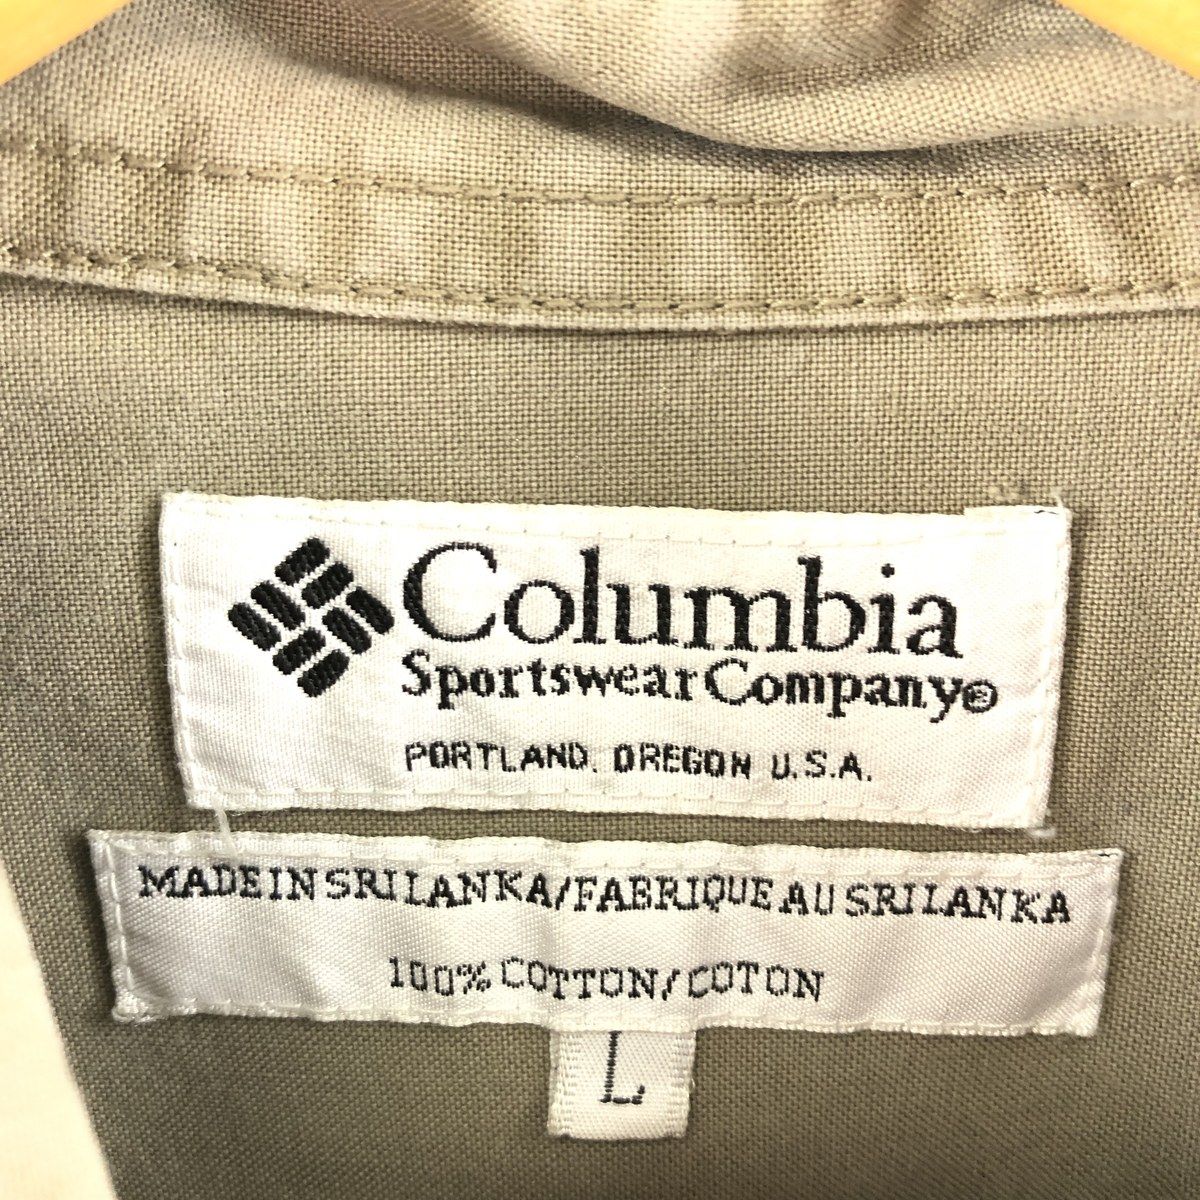 Columbia
Sportswear Company®
PORTLAND, OREGON U.S.A.
MADE IN SRI LANKA/FABRIQUE AU SRI LANKA
100% COTTON/COTON
L